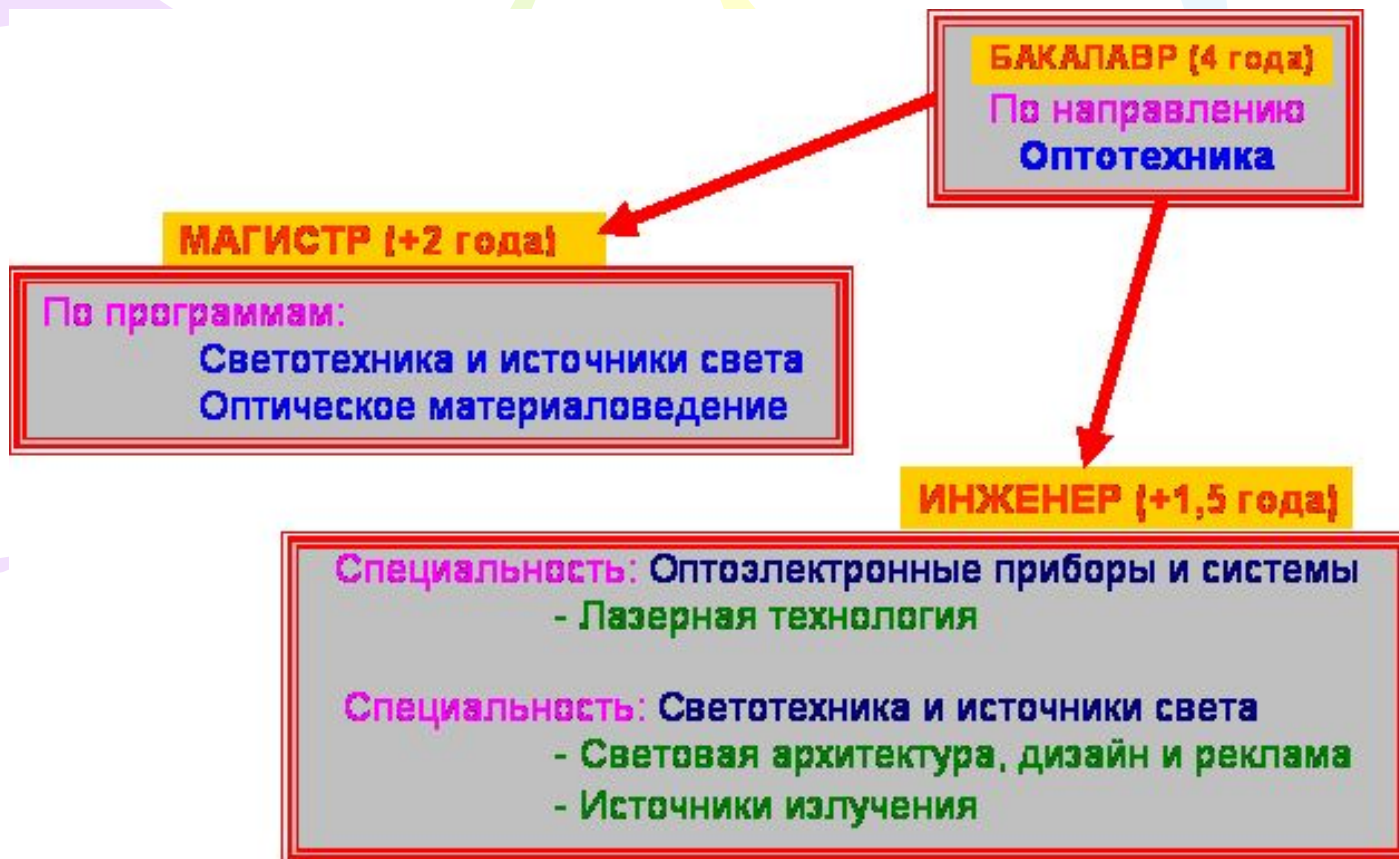 БАКАЛАВР (4 года)
По направлению
Оптотехника
МАГИСТР (+2 года)
По программам:
Светотехника и источники света
Оптическое материаловедение
ИНЖЕНЕР (+1,5 года)
Специальность: Оптоэлектронные приборы и системы
- Лазерная технология
Специальность: Светотехника и источники света
- Световая архитектура, дизайн и реклама
- Источники излучения